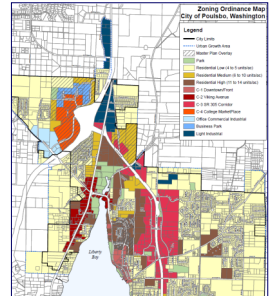 Zoning Ordinance Map
City of Poulsbo, Washington
Legend
City Limits
Urban Growth Area
Master Plan Overlay
Park
Residential Low (4 to 5 units/ac)
Residential Medium (6 to 10 units/ac)
Residential High (11 to 14 units/ac)
C-1 Downtown/Front
C-2 Viking Avenue
C-3 SR 305 Corridor
C-4 College MarketPlace
Office Commercial Industrial
Business Park
Light Industrial
Liberty
Bay